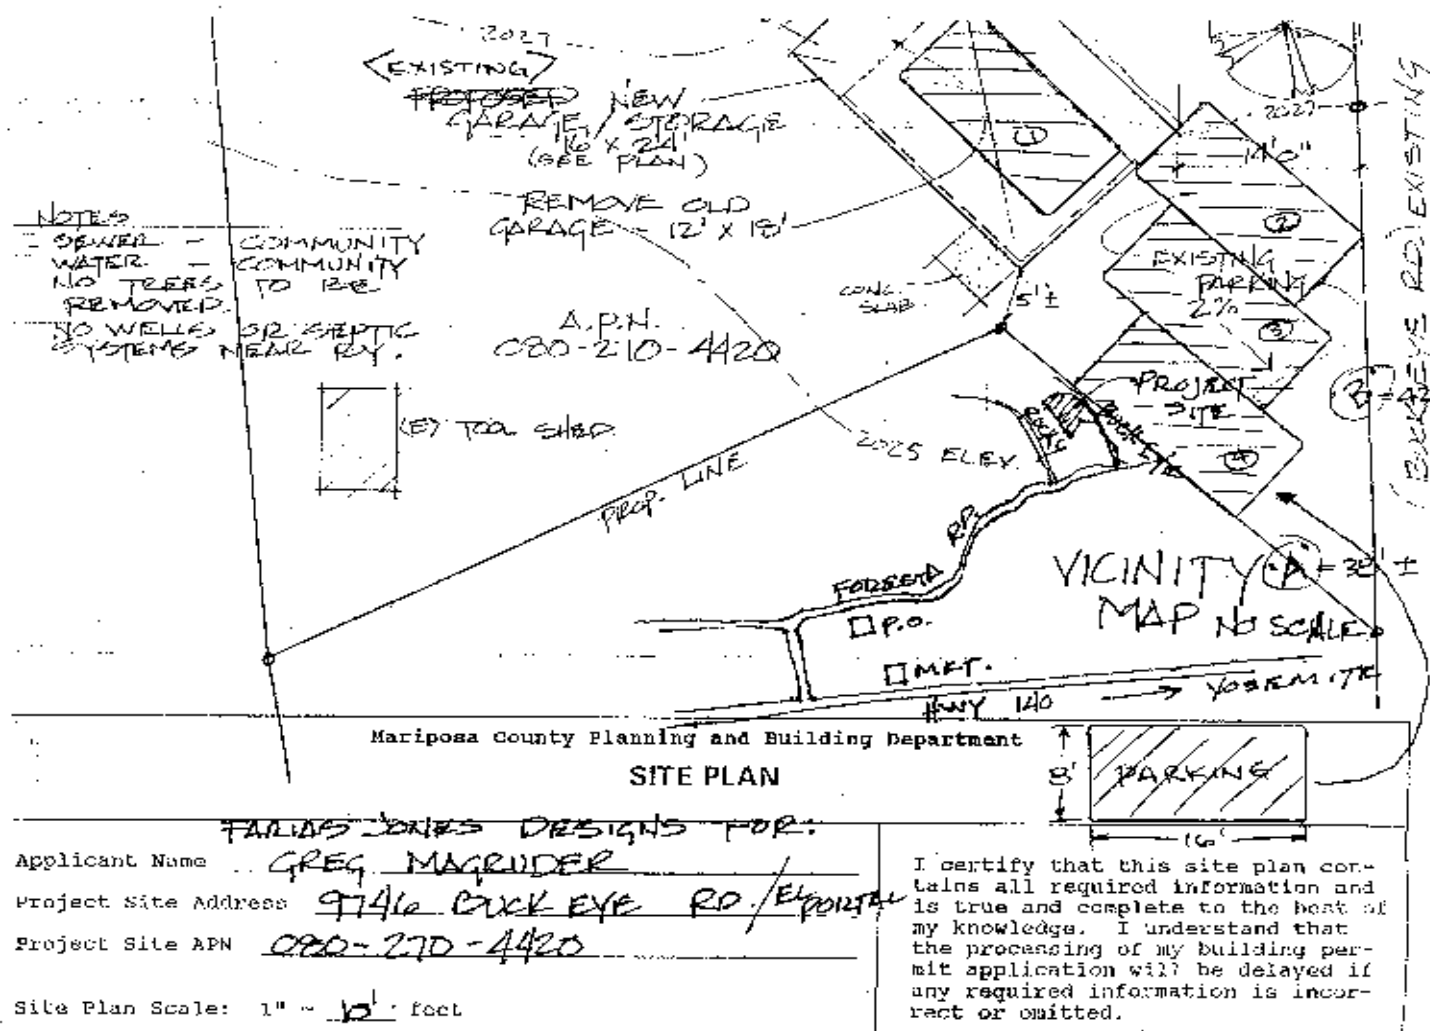 2027
<EXISTING>
PROPOSED NEW
GARAGE / STORAGE
16 X 24'
(SEE PLAN)
REMOVE OLD
GARAGE - 12' X 18'
NOTES
- SEWER - COMMUNITY
WATER - COMMUNITY
NO TREES TO BE
REMOVED.
NO WELLS OR SEPTIC
SYSTEMS NEAR BY.
A.P.N.
080-210-4420
(E) TOOL SHED
PROP. LINE
CONC.
SLAB
5' ±
2025 ELEV.
1
2027
14'0"
2
EXISTING
PARKING
2%
3
PROJECT
SITE
4
BUCKEYE RD EXISTING
"B" = 42
BUCKEYE
FORESTA RD.
P.O.
MKT.
HWY 140
YOSEMITE
VICINITY
MAP NO SCALE
"A" = 38' ±
Mariposa County Planning and Building Department
SITE PLAN
8'
PARKING
16'
FARIAS JONES DESIGNS FOR:
Applicant Name GREG MAGRUDER
Project Site Address 9746 BUCKEYE RD. / EL PORTAL
Project Site APN 080-270-4420
Site Plan Scale: 1" = 10' feet
I certify that this site plan con-
tains all required information and
is true and complete to the best of
my knowledge. I understand that
the processing of my building per-
mit application will be delayed if
any required information is incor-
rect or omitted.